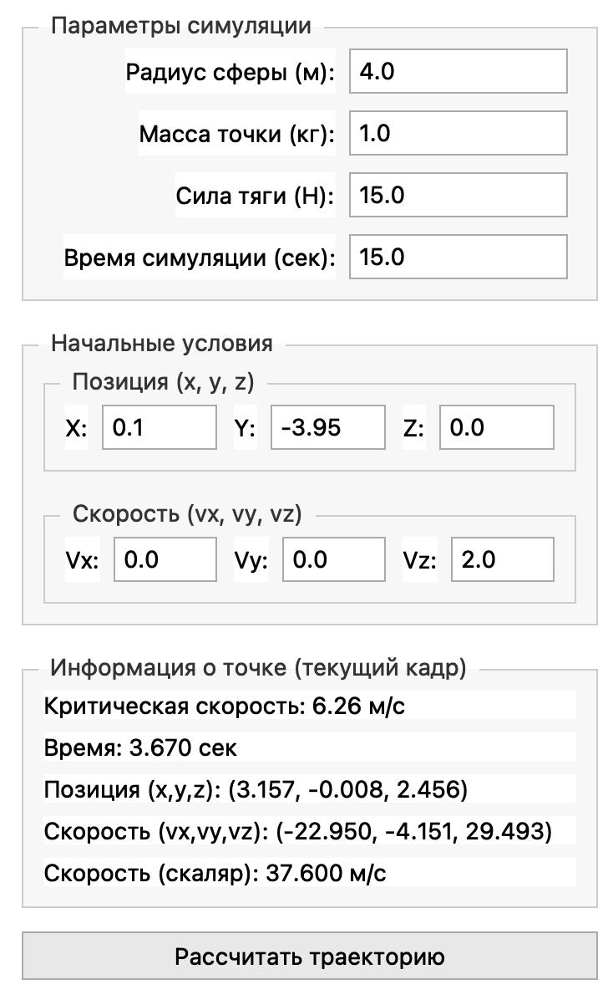 Параметры симуляции
Радиус сферы (м): 4.0
Масса точки (кг): 1.0
Сила тяги (Н): 15.0
Время симуляции (сек): 15.0
Начальные условия
Позиция (x, y, z)
X: 0.1 Y: -3.95 Z: 0.0
Скорость (vx, vy, vz)
Vx: 0.0 Vy: 0.0 Vz: 2.0
Информация о точке (текущий кадр)
Критическая скорость: 6.26 м/с
Время: 3.670 сек
Позиция (x,y,z): (3.157, -0.008, 2.456)
Скорость (vx,vy,vz): (-22.950, -4.151, 29.493)
Скорость (скаляр): 37.600 м/с
Рассчитать траекторию